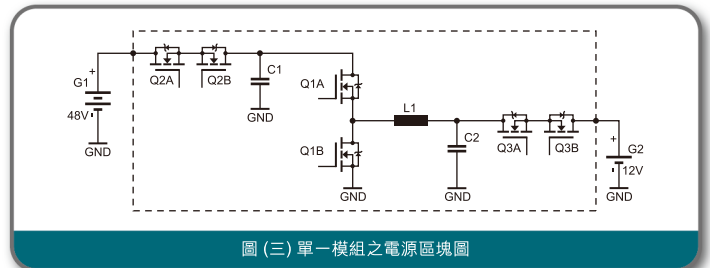 G1
+
48V
GND
Q2A
Q2B
C1
GND
Q1A
Q1B
GND
L1
C2
GND
Q3A
Q3B
+
G2
12V
GND
圖 (三) 單一模組之電源區塊圖